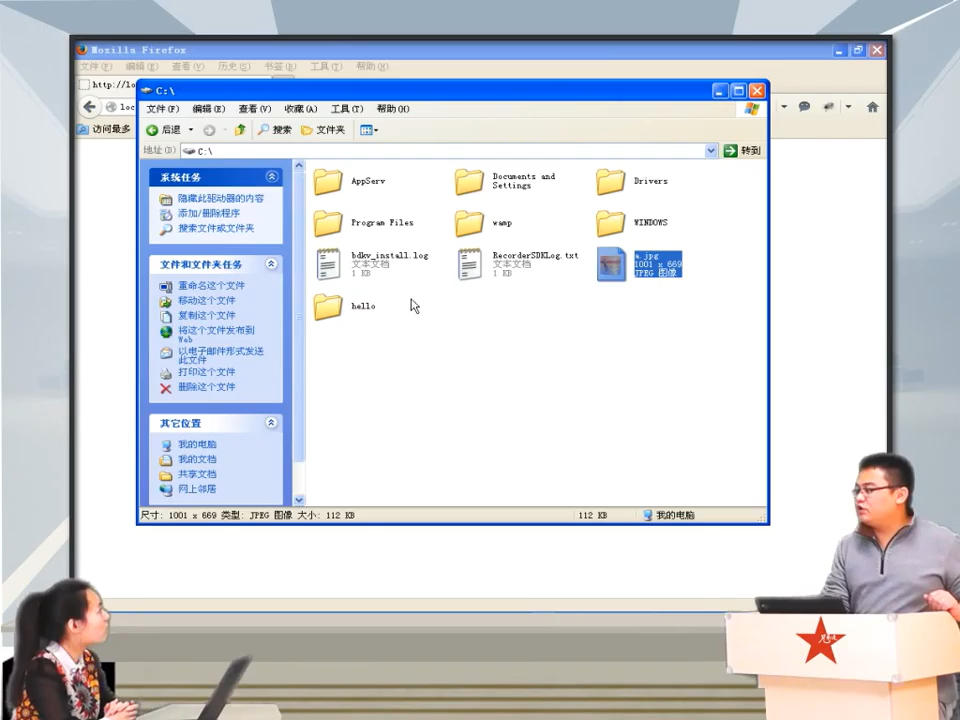 Mozilla Firefox
文件(F) 编辑(E) 查看(V) 历史(S) 书签(B) 工具(T) 帮助(H)
http://lo
loc
访问最多
C:\
文件(F) 编辑(E) 查看(V) 收藏(A) 工具(T) 帮助(H)
后退 搜索 文件夹
地址(D) C:\ 转到
系统任务
隐藏此驱动器的内容
添加/删除程序
搜索文件或文件夹
文件和文件夹任务
重命名这个文件
移动这个文件
复制这个文件
将这个文件发布到
Web
以电子邮件形式发送
此文件
打印这个文件
删除这个文件
其它位置
我的电脑
我的文档
共享文档
网上邻居
AppServ
Documents and
Settings
Drivers
Program Files
wamp
WINDOWS
bdkv_install.log
文本文档
1 KB
RecorderSDKLog.txt
文本文档
1 KB
1001 x 669
JPEG 图像
hello
尺寸: 1001 x 669 类型: JPEG 图像 大小: 112 KB 112 KB 我的电脑